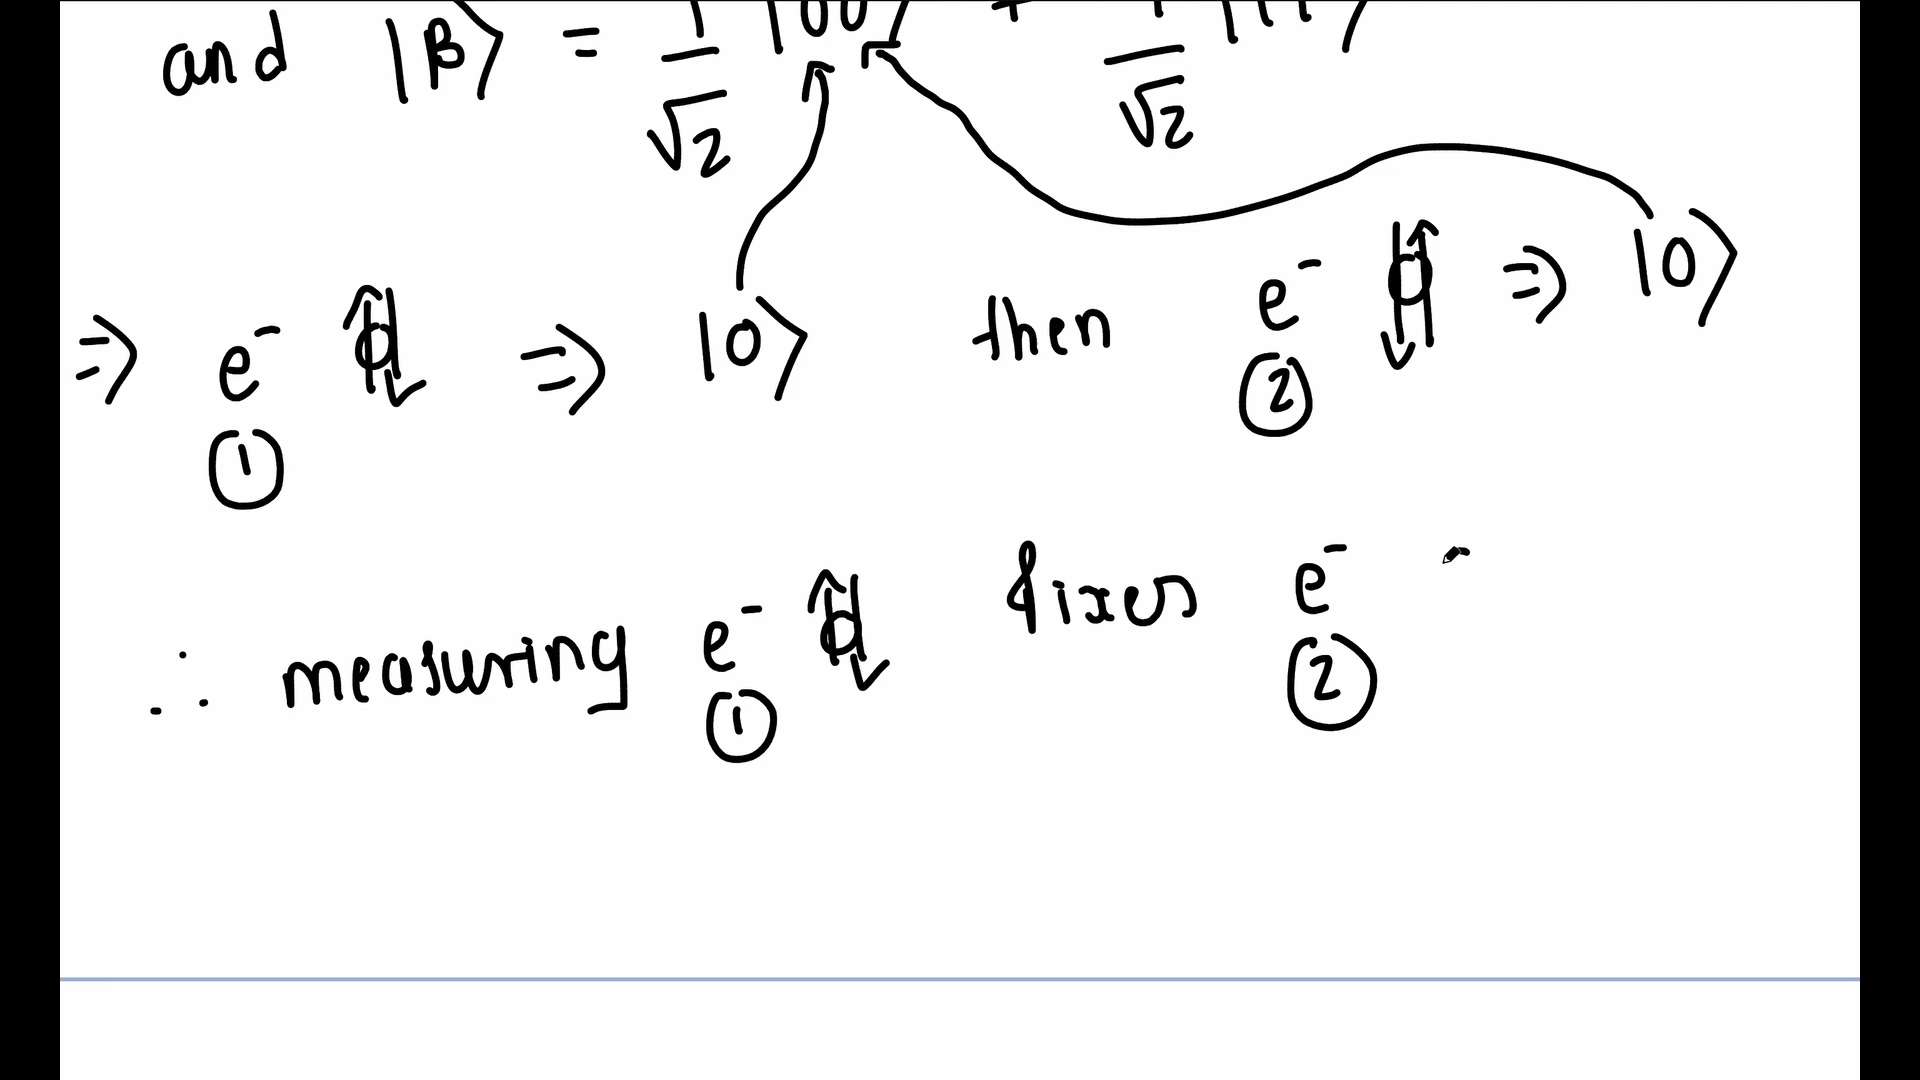 and |β⟩ = 1/√2 |00⟩ + 1/√2 |11⟩
⇒ e⁻ ⇒ |0⟩ then e⁻ ⇒ |0⟩
① ②
∴ measuring e⁻ fixes e⁻
① ②